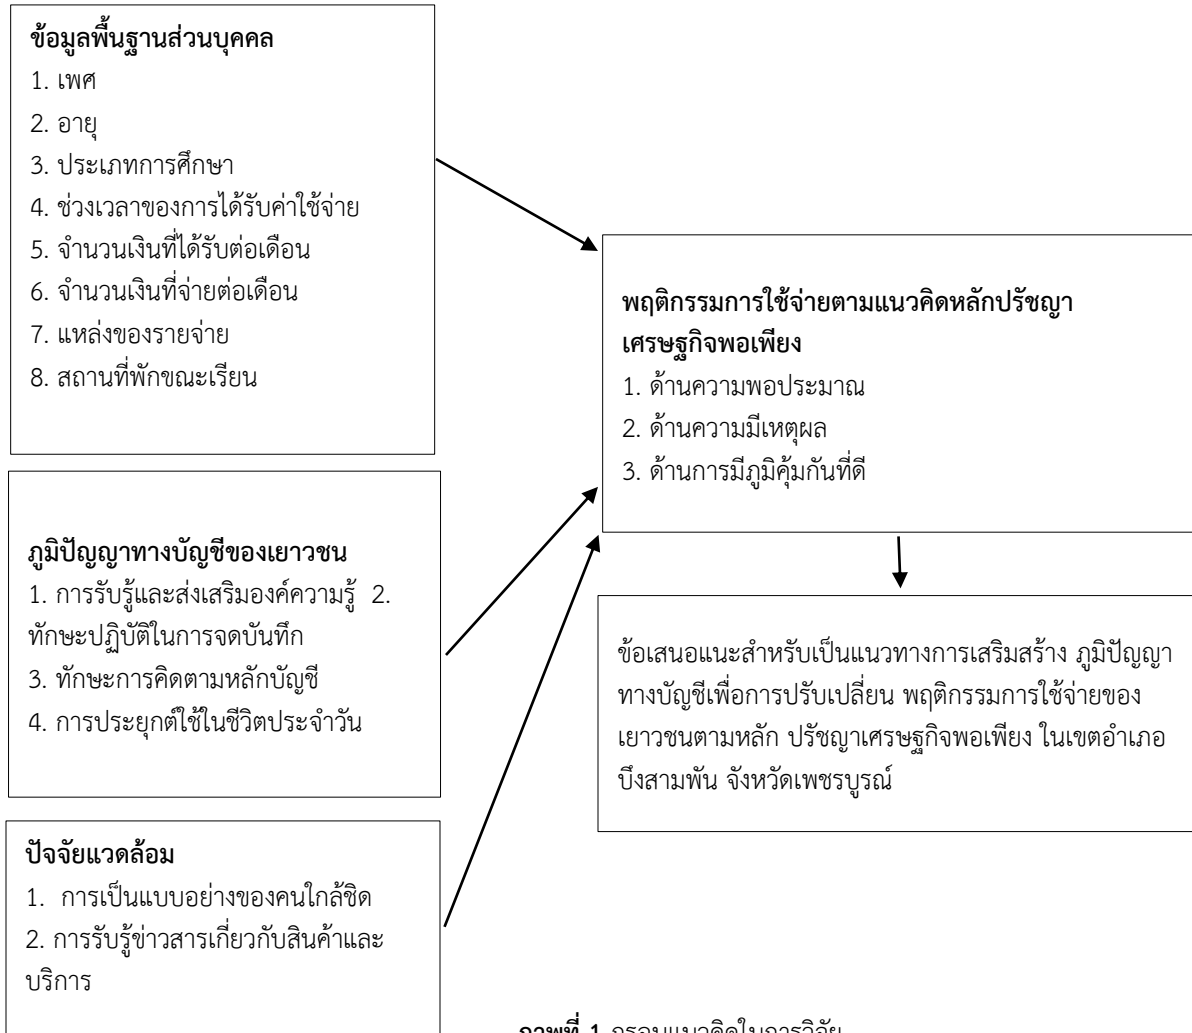 ข้อมูลพื้นฐานส่วนบุคคล
1. เพศ
2. อายุ
3. ประเภทการศึกษา
4. ช่วงเวลาของการได้รับค่าใช้จ่าย
5. จำนวนเงินที่ได้รับต่อเดือน
6. จำนวนเงินที่จ่ายต่อเดือน
7. แหล่งของรายจ่าย
8. สถานที่พักขณะเรียน
ภูมิปัญญาทางบัญชีของเยาวชน
1. การรับรู้และส่งเสริมองค์ความรู้ 2.
ทักษะปฏิบัติในการจดบันทึก
3. ทักษะการคิดตามหลักบัญชี
4. การประยุกต์ใช้ในชีวิตประจำวัน
ปัจจัยแวดล้อม
1. การเป็นแบบอย่างของคนใกล้ชิด
2. การรับรู้ข่าวสารเกี่ยวกับสินค้าและ
บริการ
พฤติกรรมการใช้จ่ายตามแนวคิดหลักปรัชญา
เศรษฐกิจพอเพียง
1. ด้านความพอประมาณ
2. ด้านความมีเหตุผล
3. ด้านการมีภูมิคุ้มกันที่ดี
ข้อเสนอแนะสำหรับเป็นแนวทางการเสริมสร้าง ภูมิปัญญา
ทางบัญชีเพื่อการปรับเปลี่ยน พฤติกรรมการใช้จ่ายของ
เยาวชนตามหลัก ปรัชญาเศรษฐกิจพอเพียง ในเขตอำเภอ
บึงสามพัน จังหวัดเพชรบูรณ์
ภาพที่ 1 กรอบแนวคิดในการวิจัย